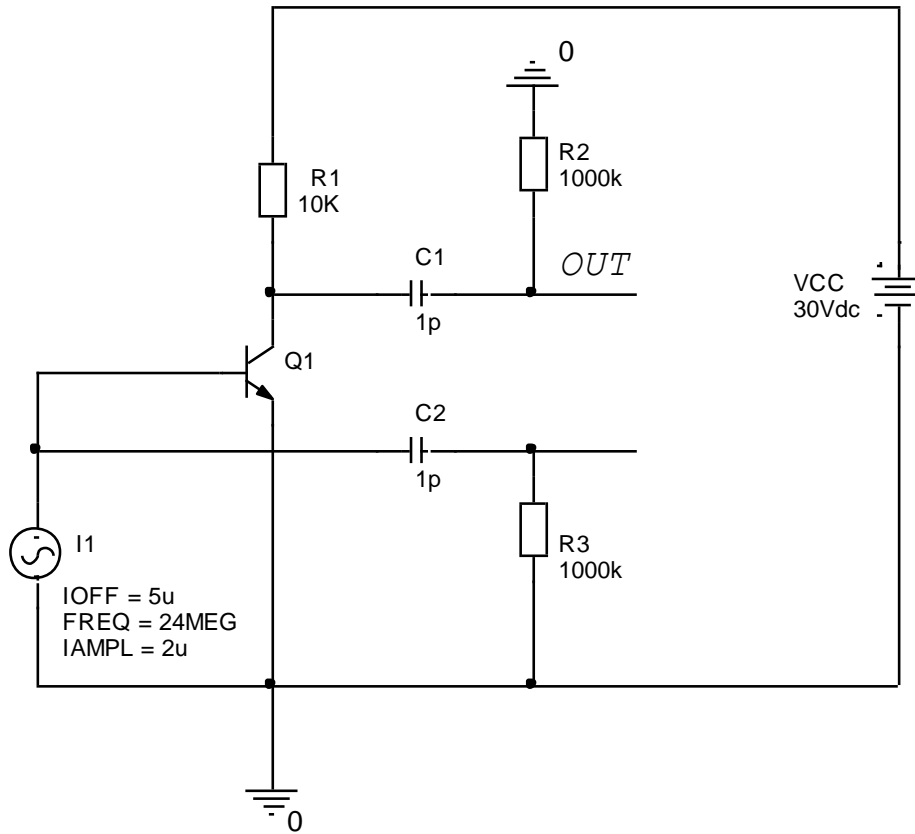 0
R2
1000k
R1
10K
C1
OUT
1p
VCC
30Vdc
Q1
C2
1p
I1
R3
1000k
IOFF = 5u
FREQ = 24MEG
IAMPL = 2u
0